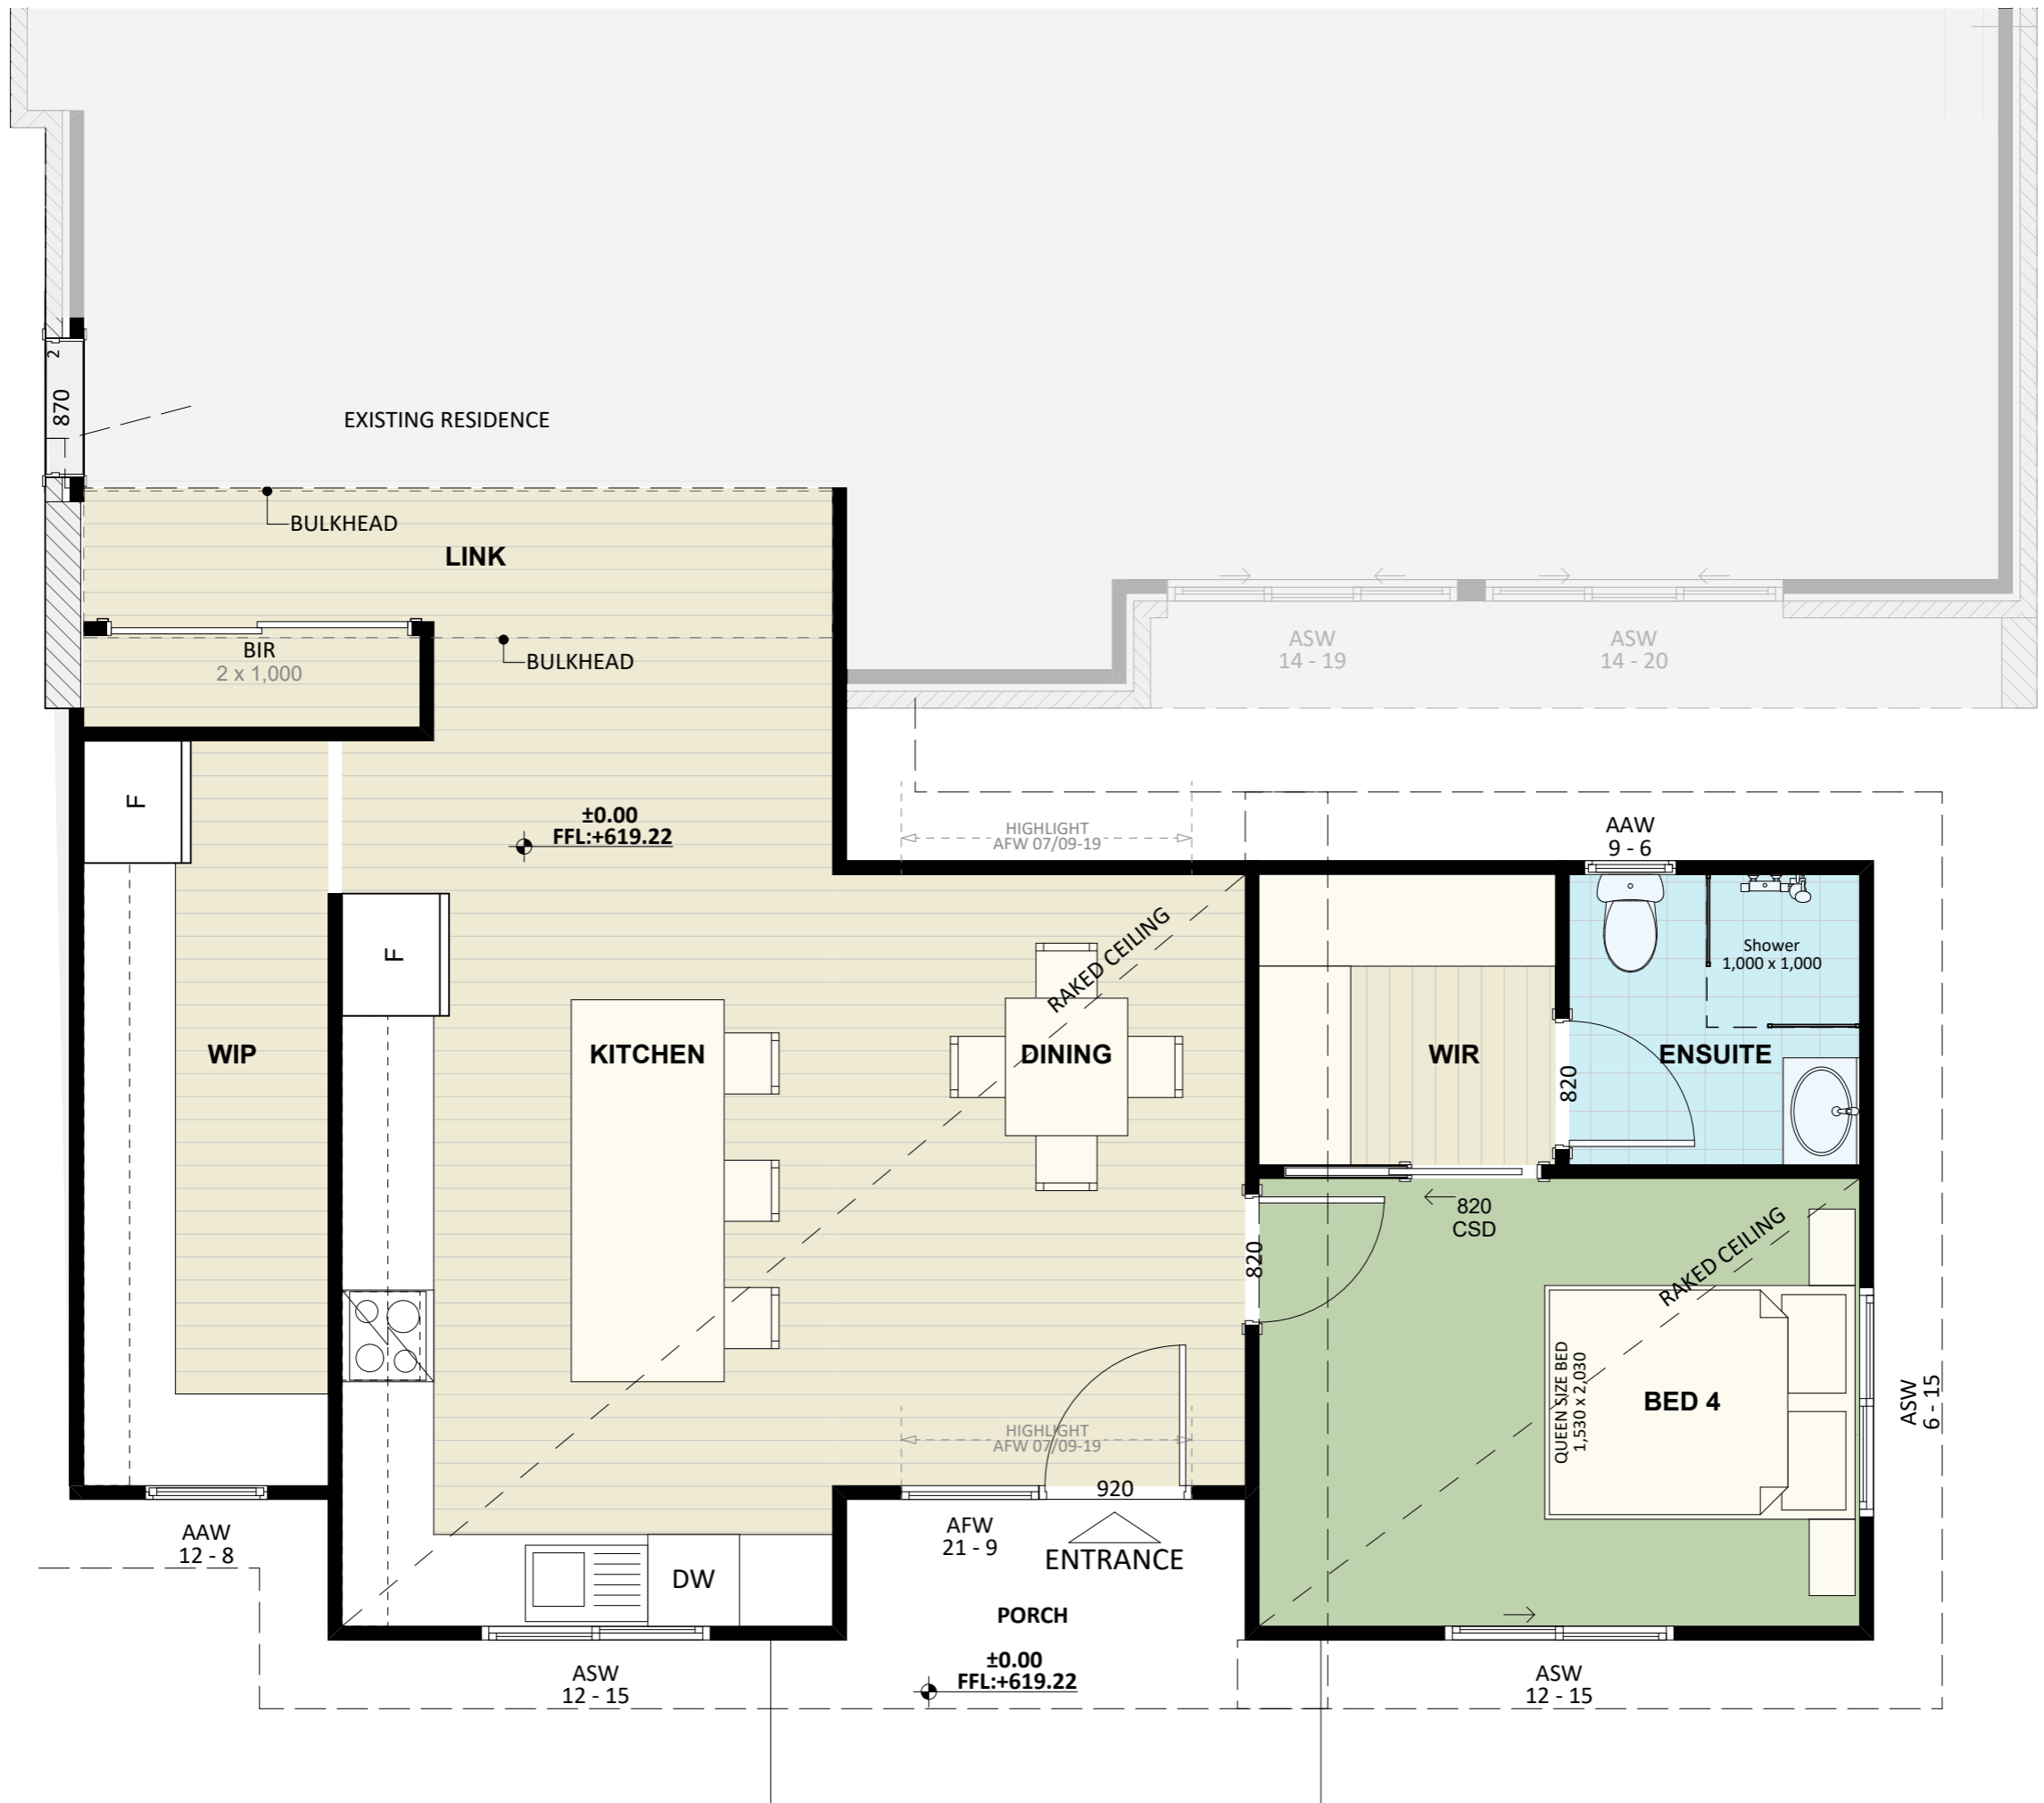 2
870
EXISTING RESIDENCE
BULKHEAD
LINK
BIR
2 x 1,000
BULKHEAD
ASW
14 - 19
ASW
14 - 20
F
±0.00
FFL:+619.22
HIGHLIGHT
AFW 07/09-19
AAW
9 - 6
F
RAKED CEILING
Shower
1,000 x 1,000
WIP
KITCHEN
DINING
WIR
ENSUITE
820
820
CSD
820
RAKED CEILING
QUEEN SIZE BED
1,530 x 2,030
BED 4
ASW
6 - 15
HIGHLIGHT
AFW 07/09-19
920
AAW
12 - 8
AFW
21 - 9
ENTRANCE
DW
PORCH
±0.00
FFL:+619.22
ASW
12 - 15
ASW
12 - 15